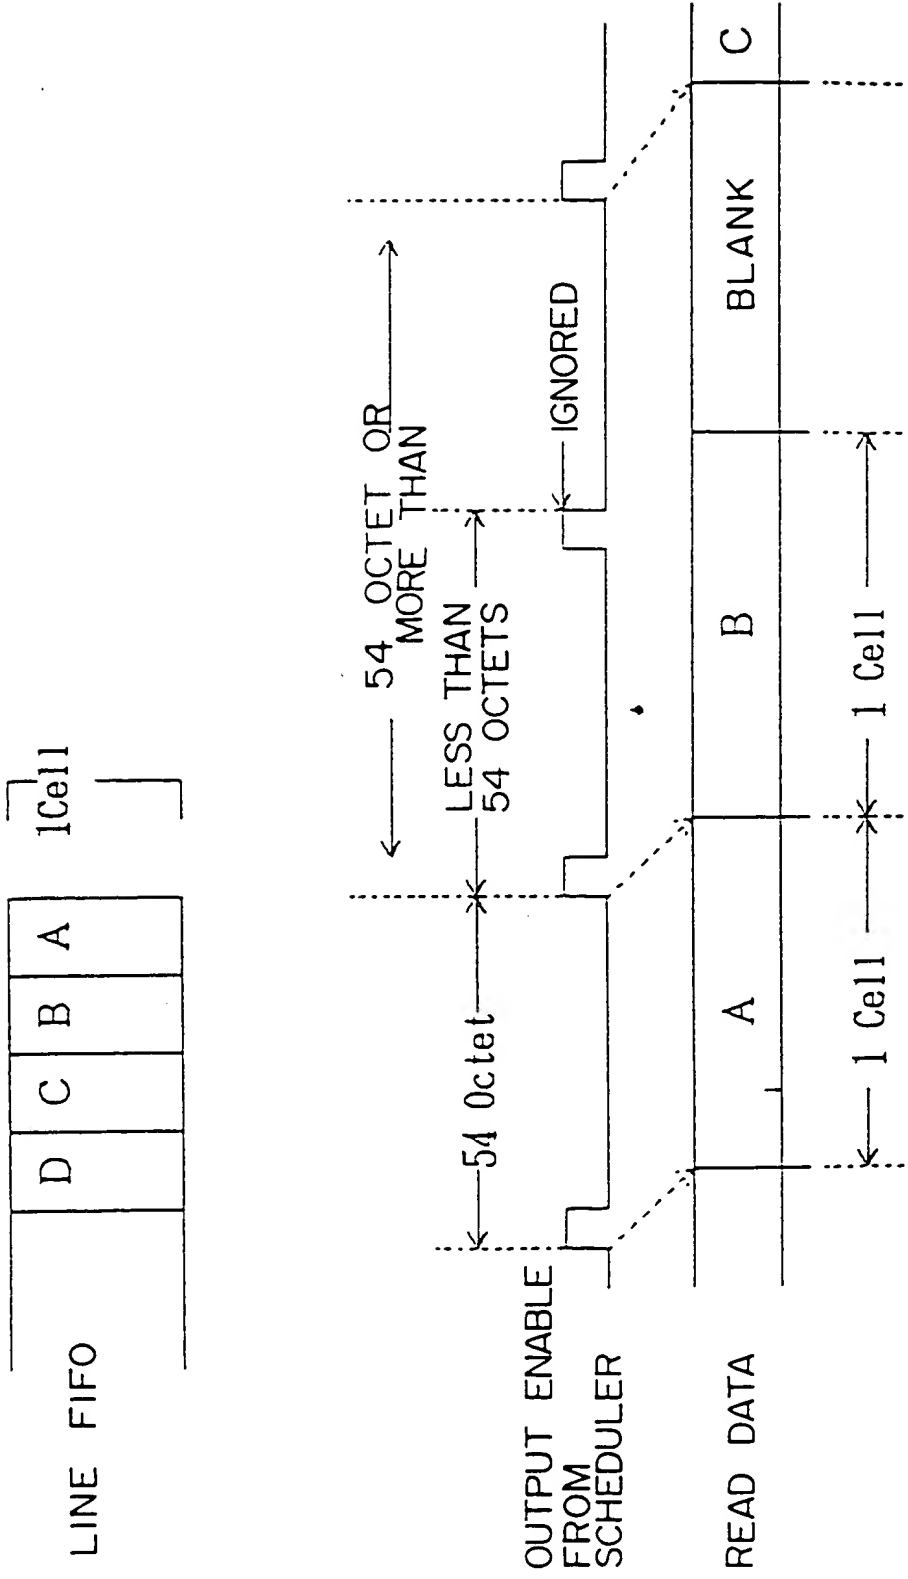 LINE FIFO
D C B A
1Cell
54 OCTET OR
MORE THAN
LESS THAN
54 OCTETS
54 Octet
IGNORED
OUTPUT ENABLE
FROM
SCHEDULER
READ DATA
A B BLANK C
1 Cell 1 Cell